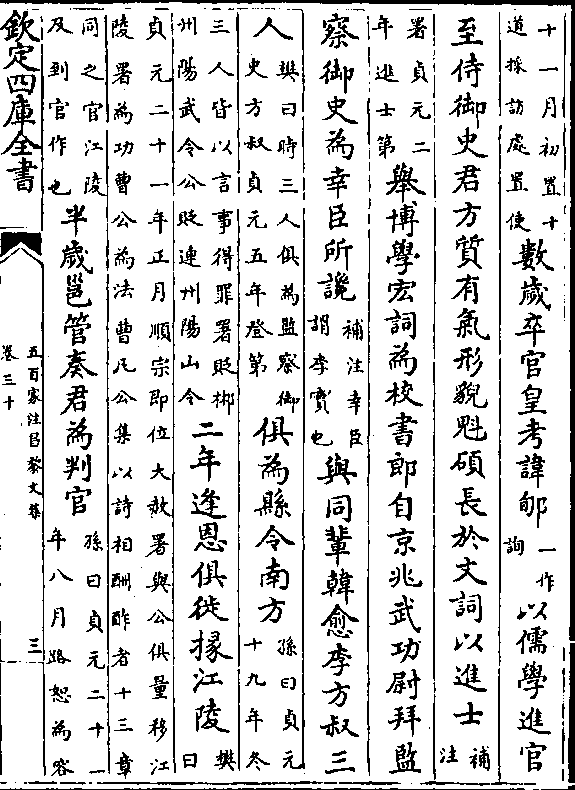 十一月初置十
道採訪處置使
數歲卒官皇考諱郇
一作
詢
以儒學進官
至侍御史君方質有氣形貌魁碩長於文詞以進士
補
注
署貞元二
年進士第
舉博學宏詞為校書郎自京兆武功尉拜監
察御史為幸臣所讒
補注幸臣
謂李實也
與同輩韓愈李方叔三
人
樊曰時三人俱為監察御
史方叔貞元五年登第
俱為縣令南方
孫曰貞元
十九年冬
三人皆以言事得罪署貶郴
州陽武令公貶連州陽山令
二年逢恩俱徙掾江陵
樊
曰
貞元二十一年正月順宗即位大赦署與公俱量移江
陵署為功曹公為法曹凡公集以詩相酬酢者十三章
同之官江陵
及到官作也
半歲邕管奏君為判官
孫曰貞元二十一
年八月路恕為容
欽定四庫全書
五百家注昌黎文集
卷三十
三